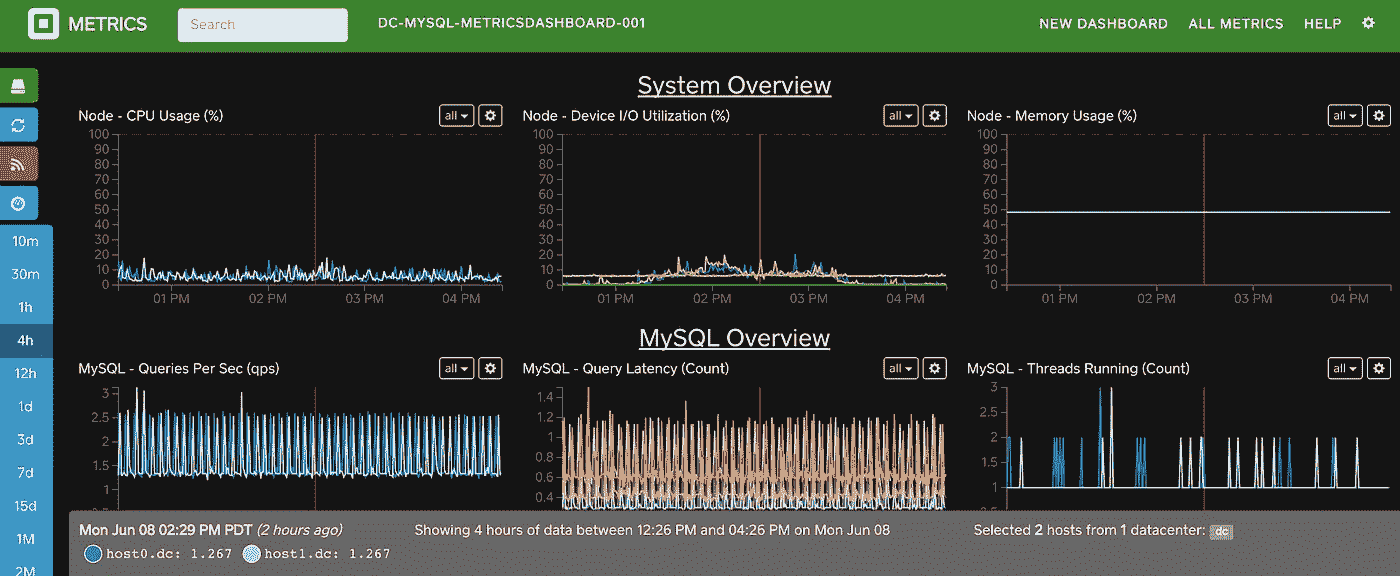 METRICS
Search
DC-MYSQL-METRICSDASHBOARD-001
NEW DASHBOARD
ALL METRICS
HELP
10m
30m
1h
4h
12h
1d
3d
7d
15d
1M
2M
System Overview
Node - CPU Usage (%)
all
100
90
80
70
60
50
40
30
20
10
0
01 PM
02 PM
03 PM
04 PM
Node - Device I/O Utilization (%)
all
100
90
80
70
60
50
40
30
20
10
0
01 PM
02 PM
03 PM
04 PM
Node - Memory Usage (%)
all
100
90
80
70
60
50
40
30
20
10
0
01 PM
02 PM
03 PM
04 PM
MySQL Overview
MySQL - Queries Per Sec (qps)
all
3
2.5
2
1.5
1
MySQL - Query Latency (Count)
all
1.4
1.2
1
0.8
0.6
0.4
MySQL - Threads Running (Count)
all
3
2.5
2
1.5
1
Mon Jun 08 02:29 PM PDT (2 hours ago)
Showing 4 hours of data between 12:26 PM and 04:26 PM on Mon Jun 08
Selected 2 hosts from 1 datacenter: dc
host0.dc: 1.267
host1.dc: 1.267